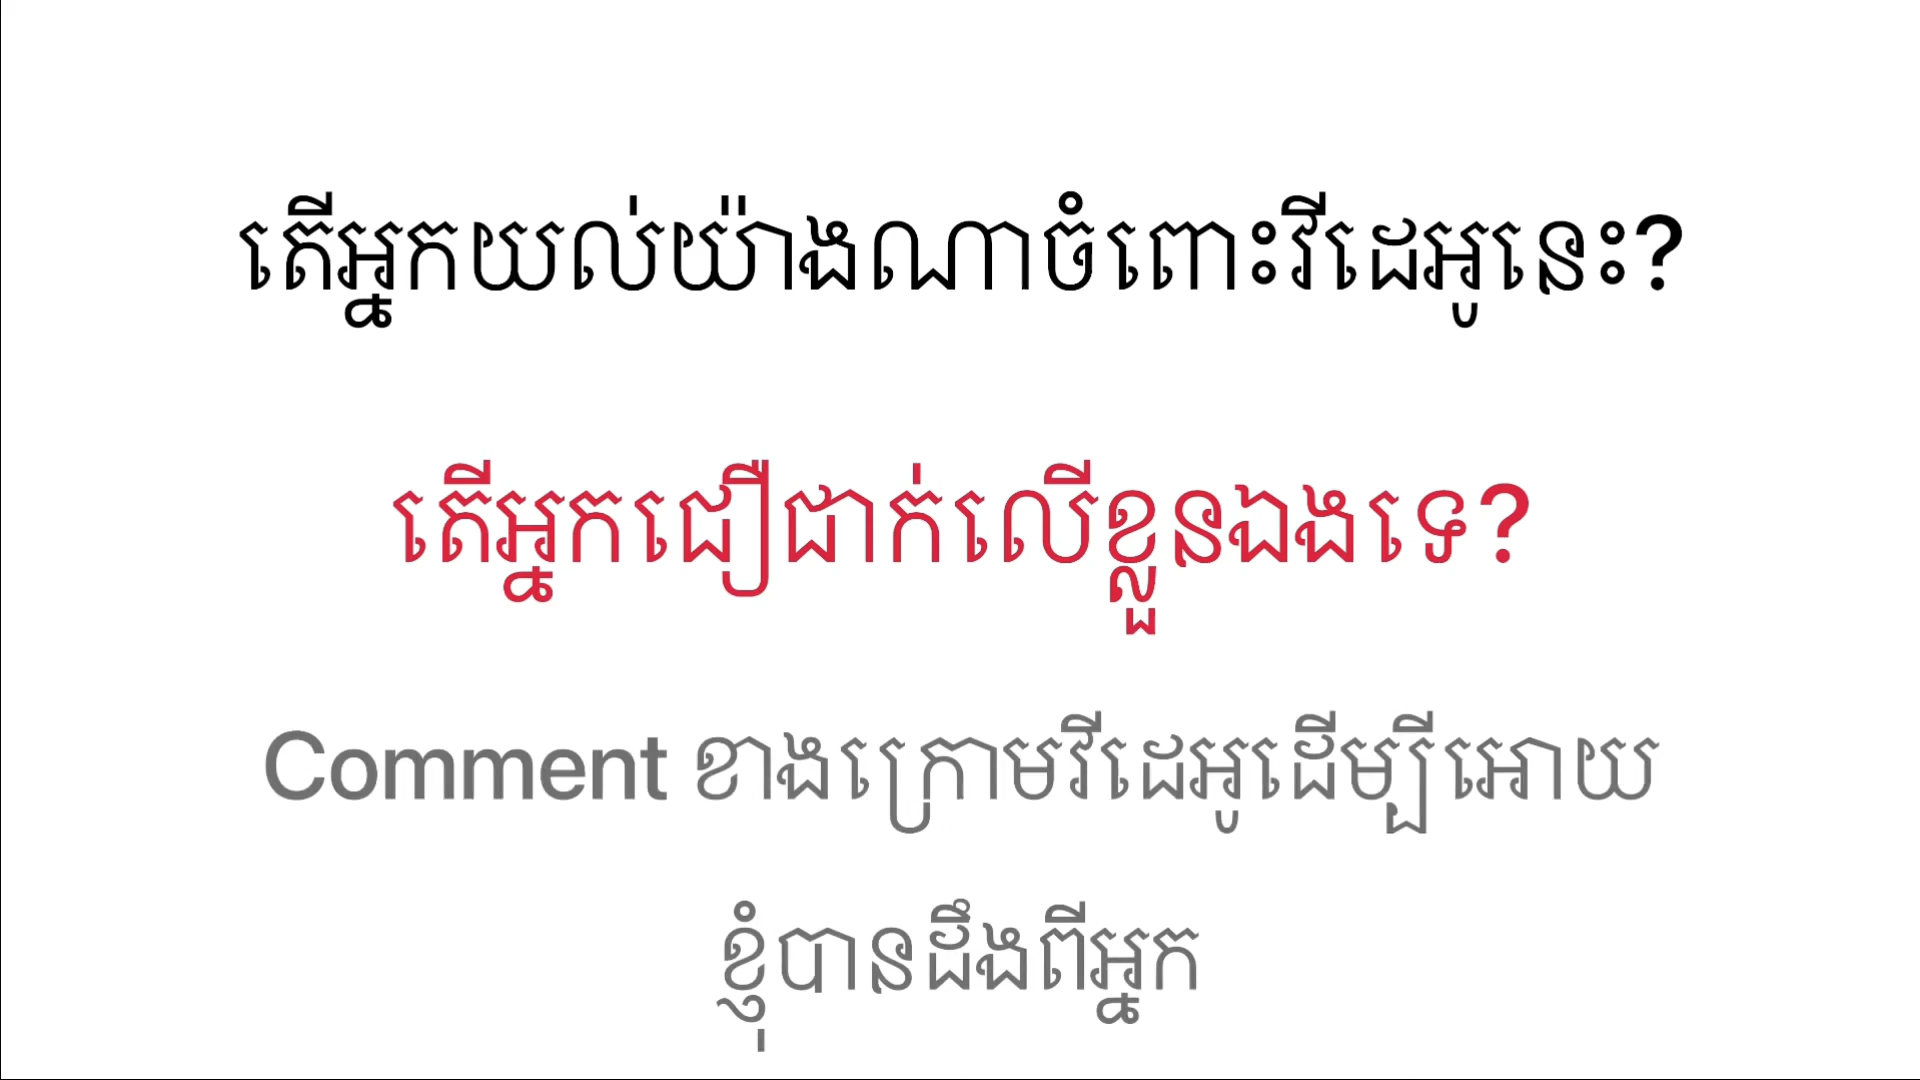 តើអ្នកយល់យ៉ាងណាចំពោះវីដេអូនេះ?
តើអ្នកជឿជាក់លើខ្លួនឯងទេ?
Comment ខាងក្រោមវីដេអូដើម្បីអោយ
ខ្ញុំបានដឹងពីអ្នក